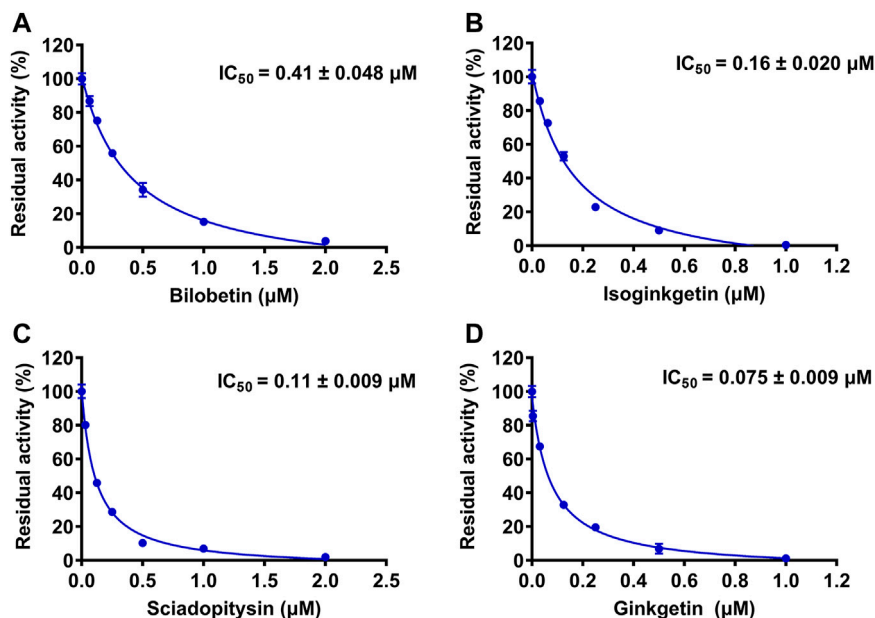 A
IC50 = 0.41 ± 0.048 μM
Residual activity (%)
120
100
80
60
40
20
0
0.0 0.5 1.0 1.5 2.0 2.5
Bilobetin (μM)
B
IC50 = 0.16 ± 0.020 μM
Residual activity (%)
120
100
80
60
40
20
0
0.0 0.2 0.4 0.6 0.8 1.0 1.2
Isoginkgetin (μM)
C
IC50 = 0.11 ± 0.009 μM
Residual activity (%)
120
100
80
60
40
20
0
0.0 0.5 1.0 1.5 2.0 2.5
Sciadopitysin (μM)
D
IC50 = 0.075 ± 0.009 μM
Residual activity (%)
120
100
80
60
40
20
0
0.0 0.2 0.4 0.6 0.8 1.0 1.2
Ginkgetin (μM)